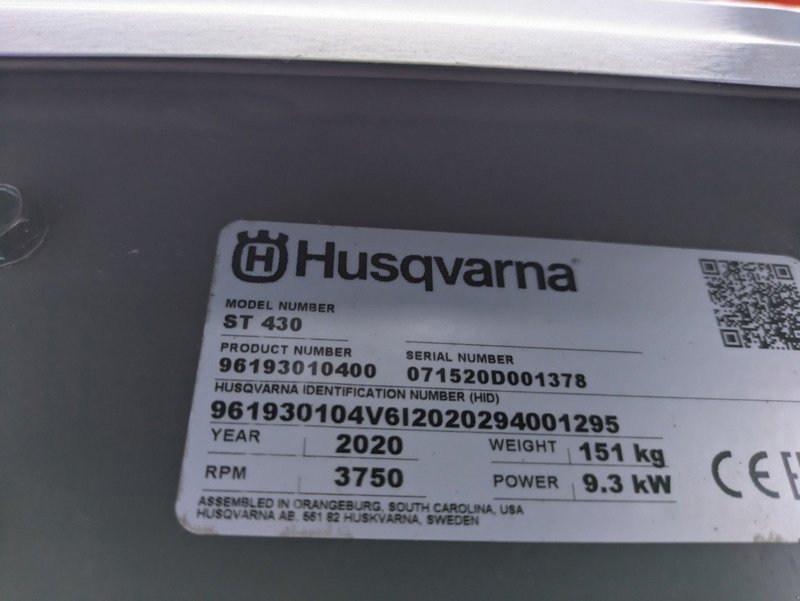 Husqvarna
MODEL NUMBER
ST 430
PRODUCT NUMBER SERIAL NUMBER
96193010400 071520D001378
HUSQVARNA IDENTIFICATION NUMBER (HID)
961930104V6I2020294001295
YEAR 2020 WEIGHT 151 kg
RPM 3750 POWER 9.3 kW
ASSEMBLED IN ORANGEBURG, SOUTH CAROLINA, USA
HUSQVARNA AB. 561 82 HUSKVARNA, SWEDEN
CE